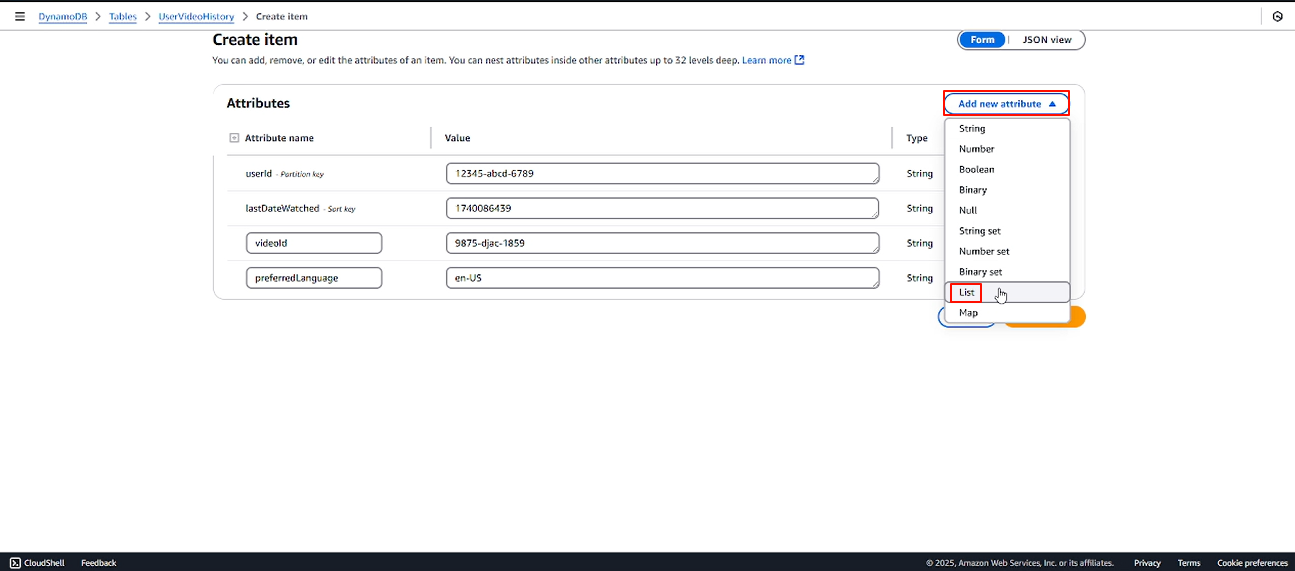 DynamoDB > Tables > UserVideoHistory > Create item
Create item
Form | JSON view
You can add, remove, or edit the attributes of an item. You can nest attributes inside other attributes up to 32 levels deep. Learn more
Attributes
Add new attribute
Attribute name Value Type
userId - Partition key 12345-abcd-6789 String
lastDateWatched - Sort key 1740086439 String
videoId 9875-djac-1859 String
preferredLanguage en-US String
String
Number
Boolean
Binary
Null
String set
Number set
Binary set
List
Map
CloudShell Feedback © 2025, Amazon Web Services, Inc. or its affiliates. Privacy Terms Cookie preferences